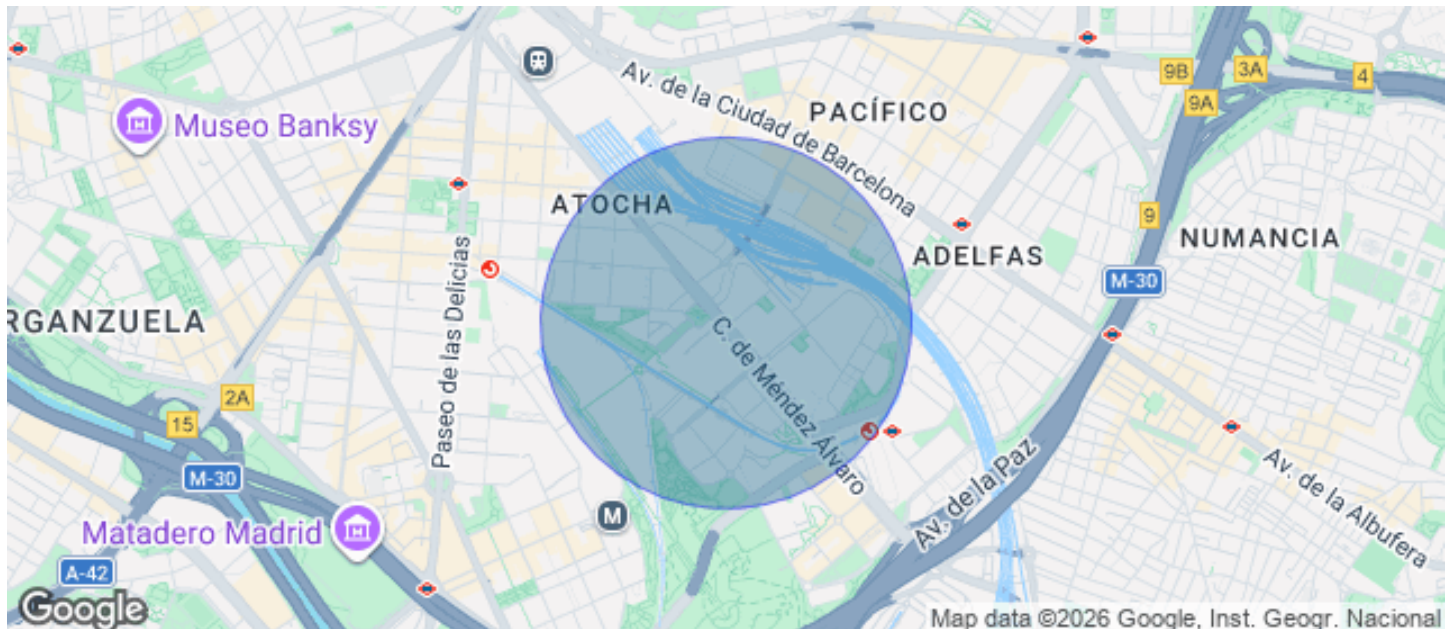 Av. de la Ciudad de Barcelona
PACÍFICO
9B
3A
4
9A
Museo Banksy
ATOCHA
9
NUMANCIA
ADELFAS
M-30
RGANZUELA
Paseo de las Delicias
C. de Méndez Álvaro
2A
15
M-30
Av. de la Paz
Av. de la Albufera
M
Matadero Madrid
A-42
Google
Map data ©2026 Google, Inst. Geogr. Nacional